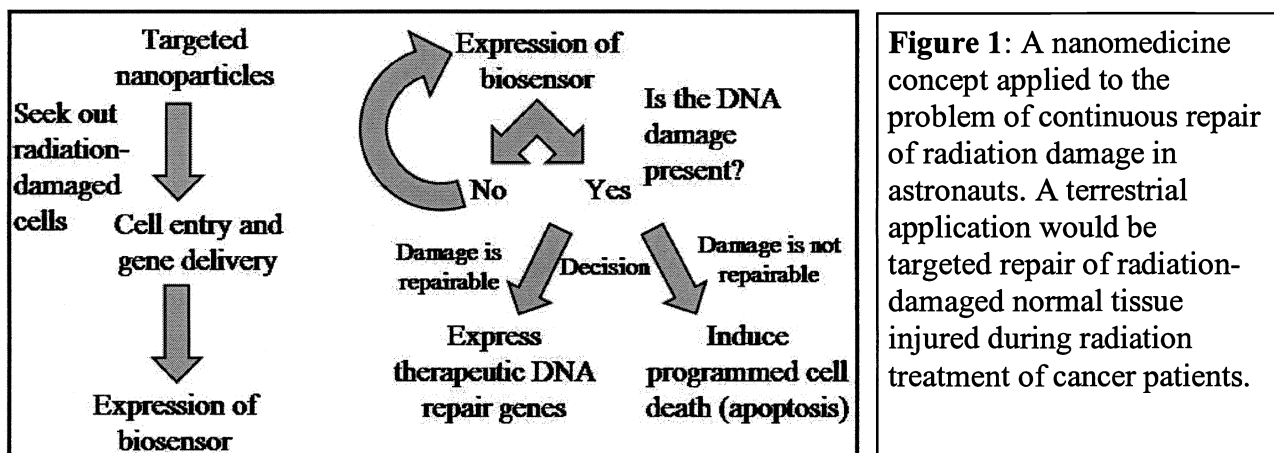 Targeted
nanoparticles
Seek out
radiation-
damaged
cells
Cell entry and
gene delivery
Expression of
biosensor
Expression of
biosensor
Is the DNA
damage
present?
No
Yes
Damage is
repairable
Decision
Damage is not
repairable
Express
therapeutic DNA
repair genes
Induce
programmed cell
death (apoptosis)
Figure 1: A nanomedicine
concept applied to the
problem of continuous repair
of radiation damage in
astronauts. A terrestrial
application would be
targeted repair of radiation-
damaged normal tissue
injured during radiation
treatment of cancer patients.